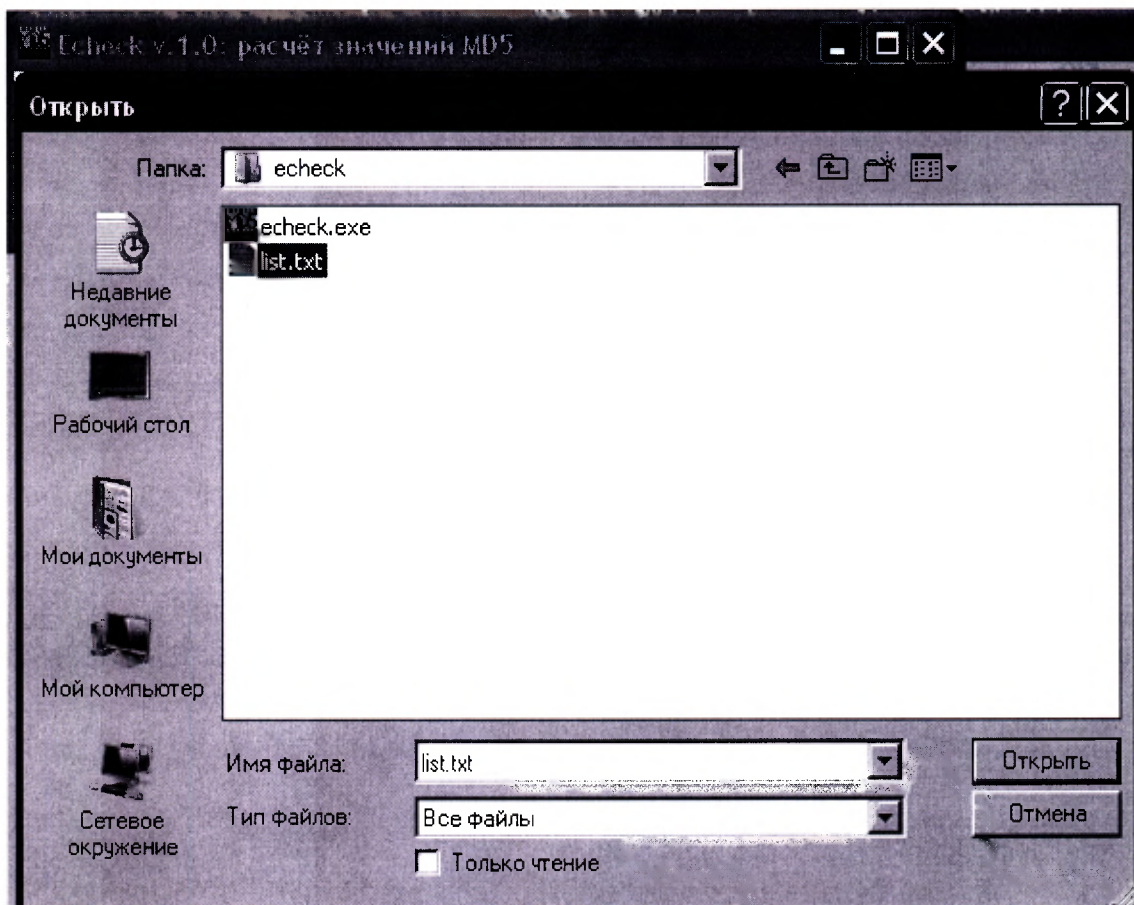 Echeck v.1.0: расчёт значений MD5
Открыть
Папка: echeck
echeck.exe
list.txt
Недавние
документы
Рабочий стол
Мои документы
Мой компьютер
Сетевое
окружение
Имя файла: list.txt Открыть
Тип файлов: Все файлы Отмена
Только чтение